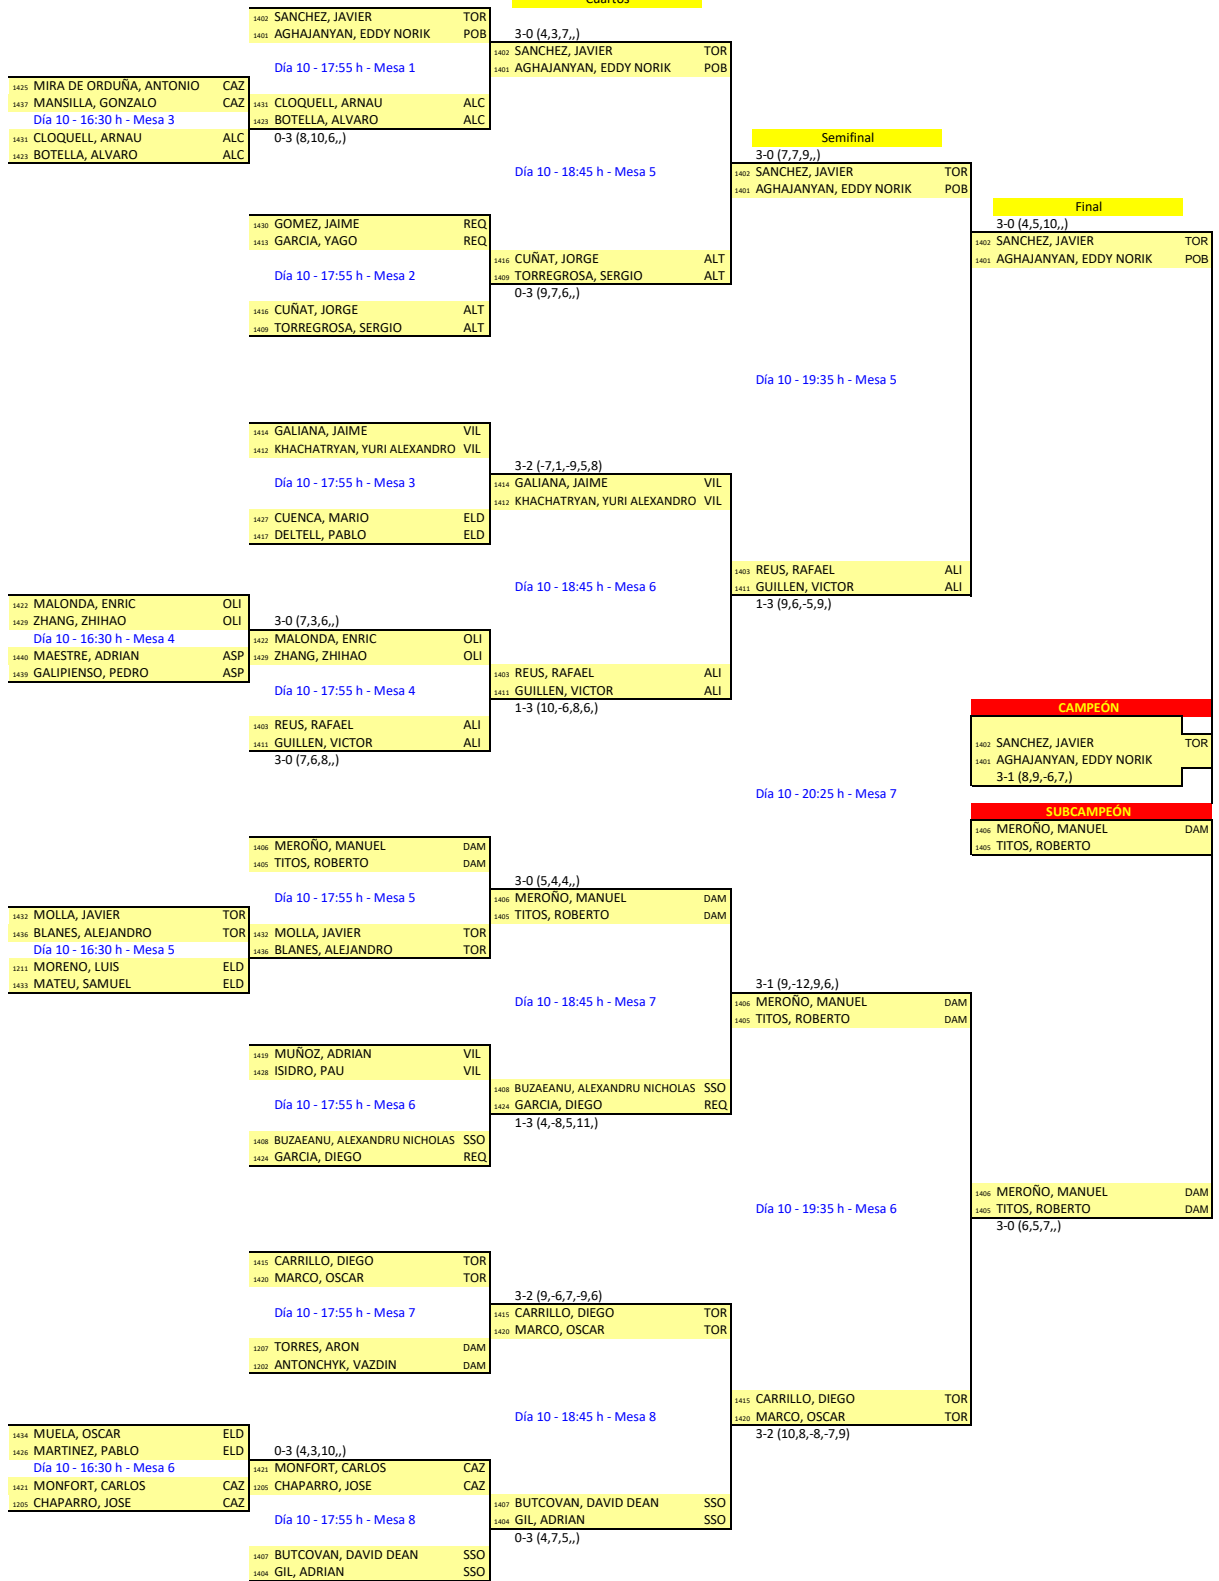 Cuartos
1402 SANCHEZ, JAVIER TOR
1401 AGHAJANYAN, EDDY NORIK POB
3-0 (4,3,7,,)
1402 SANCHEZ, JAVIER TOR
1401 AGHAJANYAN, EDDY NORIK POB
Día 10 - 17:55 h - Mesa 1
1425 MIRA DE ORDUÑA, ANTONIO CAZ
1437 MANSILLA, GONZALO CAZ
Día 10 - 16:30 h - Mesa 3
1431 CLOQUELL, ARNAU ALC
1423 BOTELLA, ALVARO ALC
1431 CLOQUELL, ARNAU ALC
1423 BOTELLA, ALVARO ALC
0-3 (8,10,6,,)
Semifinal
3-0 (7,7,9,,)
Día 10 - 18:45 h - Mesa 5
1402 SANCHEZ, JAVIER TOR
1401 AGHAJANYAN, EDDY NORIK POB
Final
3-0 (4,5,10,,)
1402 SANCHEZ, JAVIER TOR
1401 AGHAJANYAN, EDDY NORIK POB
1430 GOMEZ, JAIME REQ
1413 GARCIA, YAGO REQ
Día 10 - 17:55 h - Mesa 2
1416 CUÑAT, JORGE ALT
1409 TORREGROSA, SERGIO ALT
0-3 (9,7,6,,)
1416 CUÑAT, JORGE ALT
1409 TORREGROSA, SERGIO ALT
Día 10 - 19:35 h - Mesa 5
1414 GALIANA, JAIME VIL
1412 KHACHATRYAN, YURI ALEXANDRO VIL
3-2 (-7,1,-9,5,8)
Día 10 - 17:55 h - Mesa 3
1414 GALIANA, JAIME VIL
1412 KHACHATRYAN, YURI ALEXANDRO VIL
1427 CUENCA, MARIO ELD
1417 DELTELL, PABLO ELD
Día 10 - 18:45 h - Mesa 6
1403 REUS, RAFAEL ALI
1411 GUILLEN, VICTOR ALI
1-3 (9,6,-5,9,)
1422 MALONDA, ENRIC OLI
1429 ZHANG, ZHIHAO OLI
Día 10 - 16:30 h - Mesa 4
1440 MAESTRE, ADRIAN ASP
1439 GALIPIENSO, PEDRO ASP
3-0 (7,3,6,,)
1422 MALONDA, ENRIC OLI
1429 ZHANG, ZHIHAO OLI
Día 10 - 17:55 h - Mesa 4
1403 REUS, RAFAEL ALI
1411 GUILLEN, VICTOR ALI
1-3 (10,-6,8,6,)
1403 REUS, RAFAEL ALI
1411 GUILLEN, VICTOR ALI
3-0 (7,6,8,,)
CAMPEÓN
1402 SANCHEZ, JAVIER TOR
1401 AGHAJANYAN, EDDY NORIK
3-1 (8,9,-6,7,)
Día 10 - 20:25 h - Mesa 7
SUBCAMPEÓN
1406 MEROÑO, MANUEL DAM
1405 TITOS, ROBERTO
1406 MEROÑO, MANUEL DAM
1405 TITOS, ROBERTO DAM
3-0 (5,4,4,,)
Día 10 - 17:55 h - Mesa 5
1406 MEROÑO, MANUEL DAM
1405 TITOS, ROBERTO DAM
1432 MOLLA, JAVIER TOR
1436 BLANES, ALEJANDRO TOR
Día 10 - 16:30 h - Mesa 5
1211 MORENO, LUIS ELD
1433 MATEU, SAMUEL ELD
1432 MOLLA, JAVIER TOR
1436 BLANES, ALEJANDRO TOR
3-1 (9,-12,9,6,)
Día 10 - 18:45 h - Mesa 7
1406 MEROÑO, MANUEL DAM
1405 TITOS, ROBERTO DAM
1419 MUÑOZ, ADRIAN VIL
1428 ISIDRO, PAU VIL
Día 10 - 17:55 h - Mesa 6
1408 BUZAEANU, ALEXANDRU NICHOLAS SSO
1424 GARCIA, DIEGO REQ
1-3 (4,-8,5,11,)
1408 BUZAEANU, ALEXANDRU NICHOLAS SSO
1424 GARCIA, DIEGO REQ
Día 10 - 19:35 h - Mesa 6
1406 MEROÑO, MANUEL DAM
1405 TITOS, ROBERTO DAM
3-0 (6,5,7,,)
1415 CARRILLO, DIEGO TOR
1420 MARCO, OSCAR TOR
3-2 (9,-6,7,-9,6)
Día 10 - 17:55 h - Mesa 7
1415 CARRILLO, DIEGO TOR
1420 MARCO, OSCAR TOR
1207 TORRES, ARON DAM
1202 ANTONCHYK, VAZDIN DAM
Día 10 - 18:45 h - Mesa 8
1415 CARRILLO, DIEGO TOR
1420 MARCO, OSCAR TOR
3-2 (10,8,-8,-7,9)
1434 MUELA, OSCAR ELD
1426 MARTINEZ, PABLO ELD
Día 10 - 16:30 h - Mesa 6
1421 MONFORT, CARLOS CAZ
1205 CHAPARRO, JOSE CAZ
0-3 (4,3,10,,)
1421 MONFORT, CARLOS CAZ
1205 CHAPARRO, JOSE CAZ
Día 10 - 17:55 h - Mesa 8
1407 BUTCOVAN, DAVID DEAN SSO
1404 GIL, ADRIAN SSO
0-3 (4,7,5,,)
1407 BUTCOVAN, DAVID DEAN SSO
1404 GIL, ADRIAN SSO